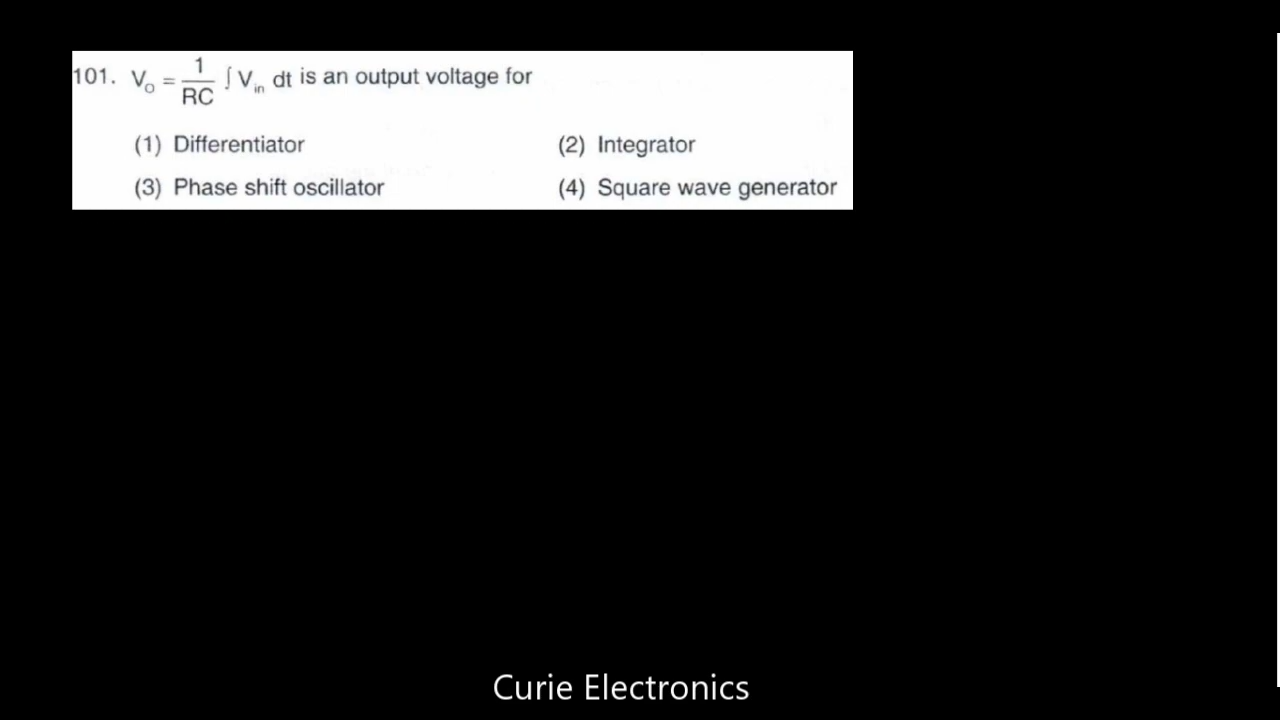 101. V₀ = 1/RC ∫ Vᵢₙ dt is an output voltage for
(1) Differentiator (2) Integrator
(3) Phase shift oscillator (4) Square wave generator
Curie Electronics